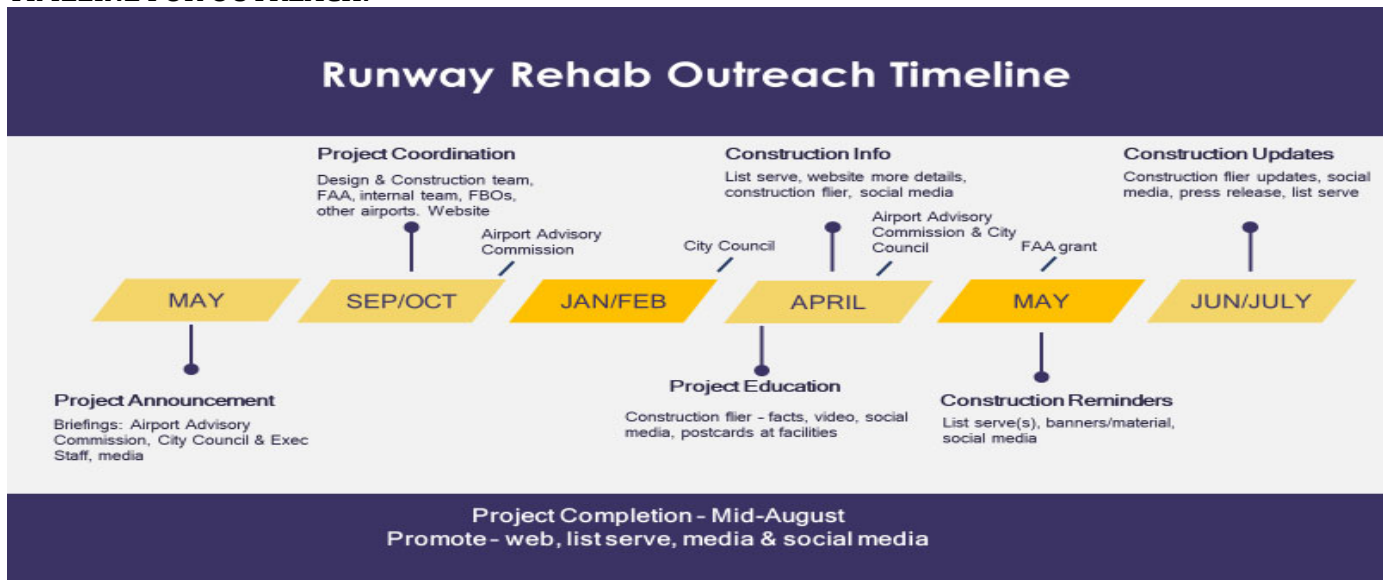 Runway Rehab Outreach Timeline
Project Coordination
Design & Construction team,
FAA, internal team, FBOs,
other airports. Website
Construction Info
List serve, website more details,
construction flier, social media
Construction Updates
Construction flier updates, social
media, press release, list serve
Airport Advisory
Commission
City Council
Airport Advisory
Commission & City
Council
FAA grant
MAY
SEP/OCT
JAN/FEB
APRIL
MAY
JUN/JULY
Project Announcement
Briefings: Airport Advisory
Commission, City Council & Exec
Staff, media
Project Education
Construction flier - facts, video, social
media, postcards at facilities
Construction Reminders
List serve(s), banners/material,
social media
Project Completion - Mid-August
Promote - web, list serve, media & social media